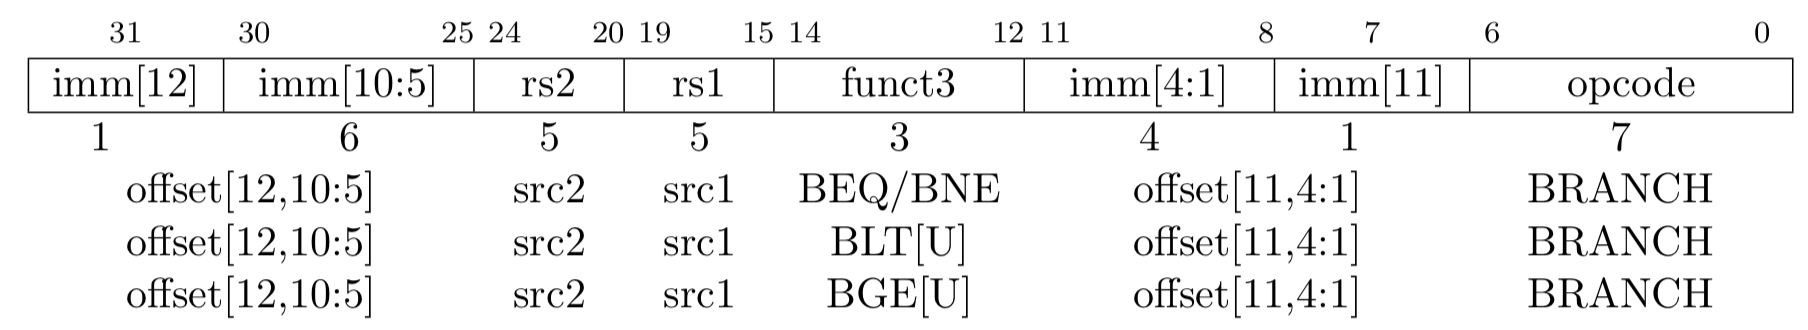 31 30 25 24 20 19 15 14 12 11 8 7 6 0
imm[12] imm[10:5] rs2 rs1 funct3 imm[4:1] imm[11] opcode
1 6 5 5 3 4 1 7
offset[12,10:5] src2 src1 BEQ/BNE offset[11,4:1] BRANCH
offset[12,10:5] src2 src1 BLT[U] offset[11,4:1] BRANCH
offset[12,10:5] src2 src1 BGE[U] offset[11,4:1] BRANCH